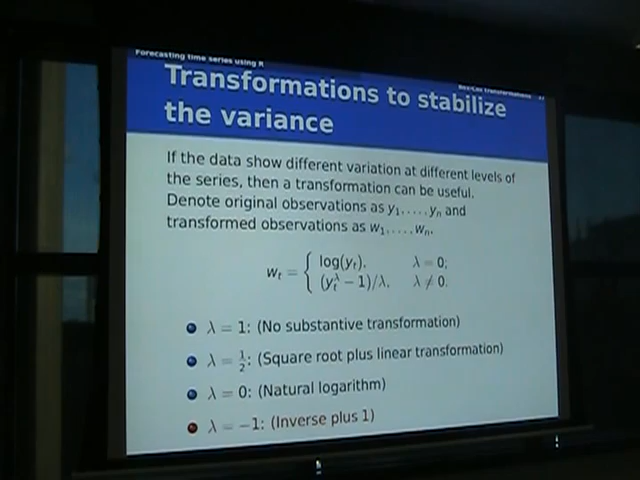 Forecasting time series using R
Box-Cox transformations
Transformations to stabilize
the variance
If the data show different variation at different levels of
the series, then a transformation can be useful.
Denote original observations as y₁, . . . , yₙ and
transformed observations as w₁, . . . , wₙ.
wₜ = { log(yₜ), λ = 0;
(yₜ^λ − 1)/λ, λ ≠ 0.
λ = 1: (No substantive transformation)
λ = ½: (Square root plus linear transformation)
λ = 0: (Natural logarithm)
λ = −1: (Inverse plus 1)